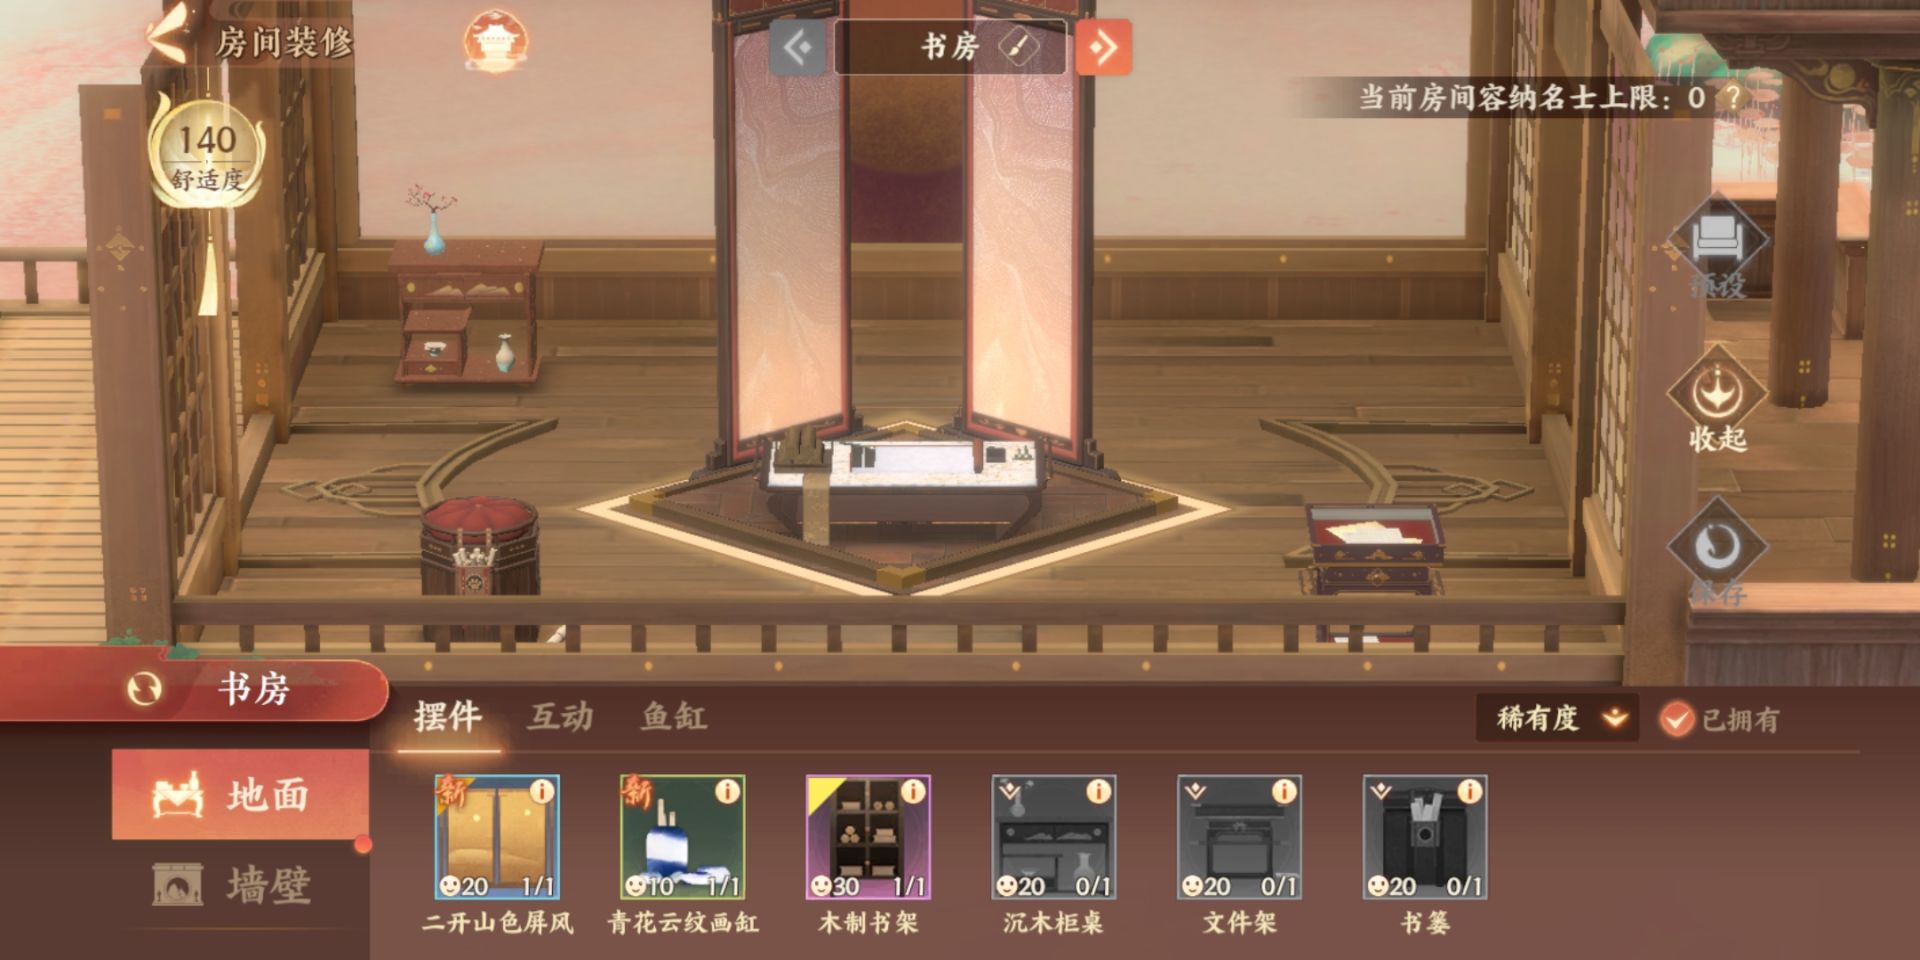 房间装修
书房
当前房间容纳名士上限：0 ?
140
舒适度
预设
收起
保存
书房
摆件 互动 鱼缸
稀有度 已拥有
地面
墙壁
新 20 1/1
二开山色屏风
新 10 1/1
青花云纹画缸
30 1/1
木制书架
20 0/1
沉木柜桌
20 0/1
文件架
20 0/1
书篓